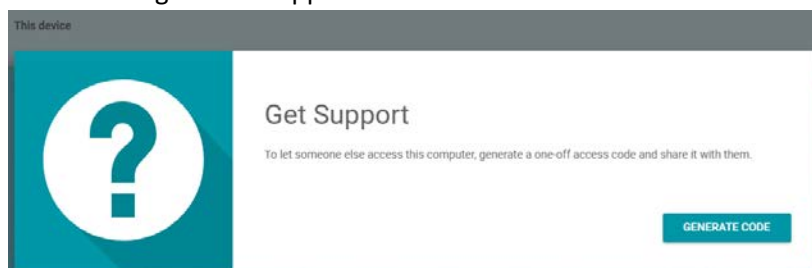 This device
?
Get Support
To let someone else access this computer, generate a one-off access code and share it with them.
GENERATE CODE